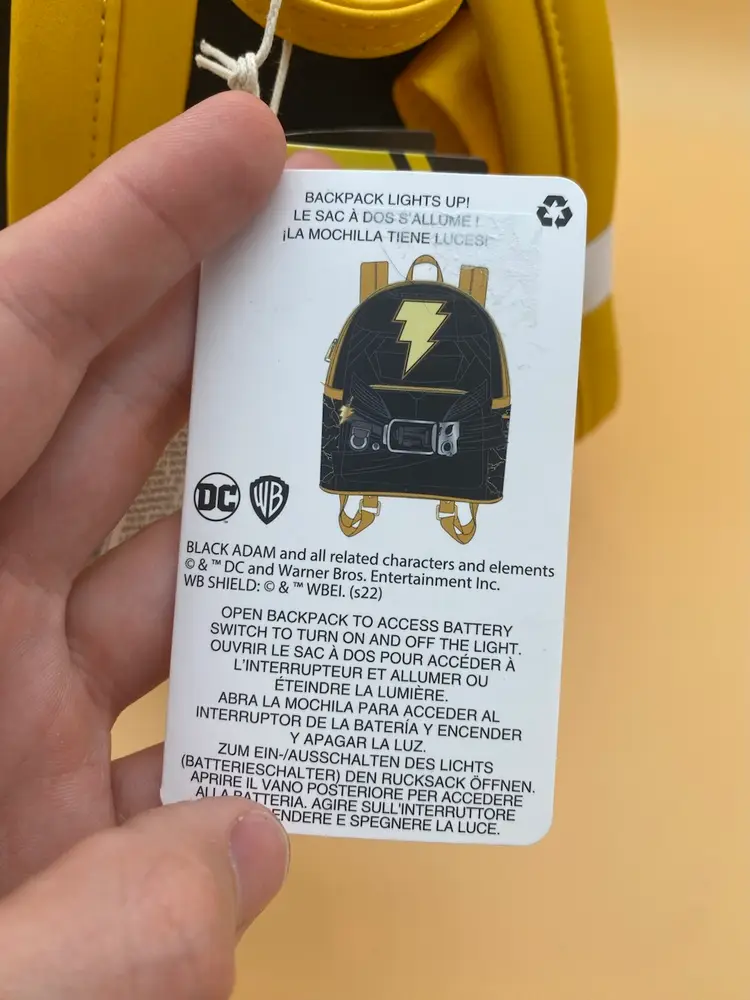 BACKPACK LIGHTS UP!
LE SAC À DOS S'ALLUME !
¡LA MOCHILLA TIENE LUCES!
DC
WB
BLACK ADAM and all related characters and elements
© & ™ DC and Warner Bros. Entertainment Inc.
WB SHIELD: © & ™ WBEI. (s22)
OPEN BACKPACK TO ACCESS BATTERY
SWITCH TO TURN ON AND OFF THE LIGHT.
OUVRIR LE SAC À DOS POUR ACCÉDER À
L'INTERRUPTEUR ET ALLUMER OU
ÉTEINDRE LA LUMIÈRE.
ABRA LA MOCHILA PARA ACCEDER AL
INTERRUPTOR DE LA BATERÍA Y ENCENDER
Y APAGAR LA LUZ.
ZUM EIN-/AUSSCHALTEN DES LICHTS
(BATTERIESCHALTER) DEN RUCKSACK ÖFFNEN.
APRIRE IL VANO POSTERIORE PER ACCEDERE
ALLA BATTERIA. AGIRE SULL'INTERRUTTORE
ENDERE E SPEGNERE LA LUCE.